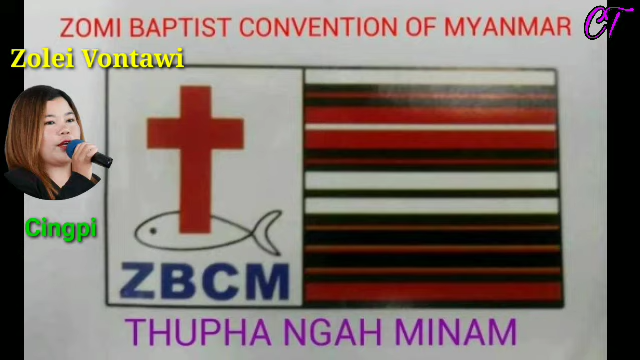 ZOMI BAPTIST CONVENTION OF MYANMAR
CT
Zolei Vontawi
Cingpi
ZBCM
THUPHA NGAH MINAM